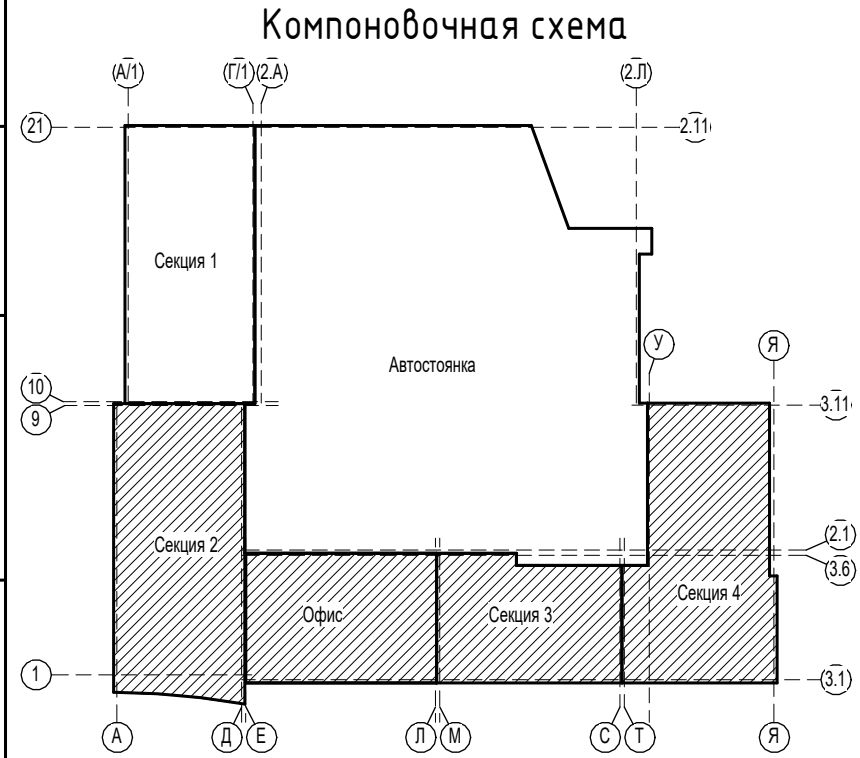 Компоновочная схема
А/1 Г/1 2.А 2.Л
21 2.11
Секция 1
Автостоянка
У Я
10
9 3.11
Секция 2
2.1
3.6
Офис Секция 3 Секция 4
1 3.1
А Д Е Л М С Т Я